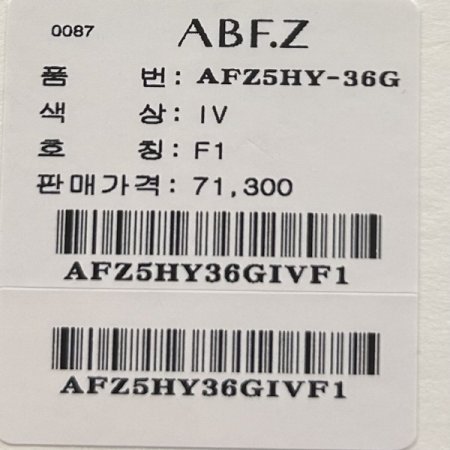 0087 ABF.Z
품 번: AFZ5HY-36G
색 상: IV
호 칭: F1
판매가격: 71,300
AFZ5HY36GIVF1
AFZ5HY36GIVF1